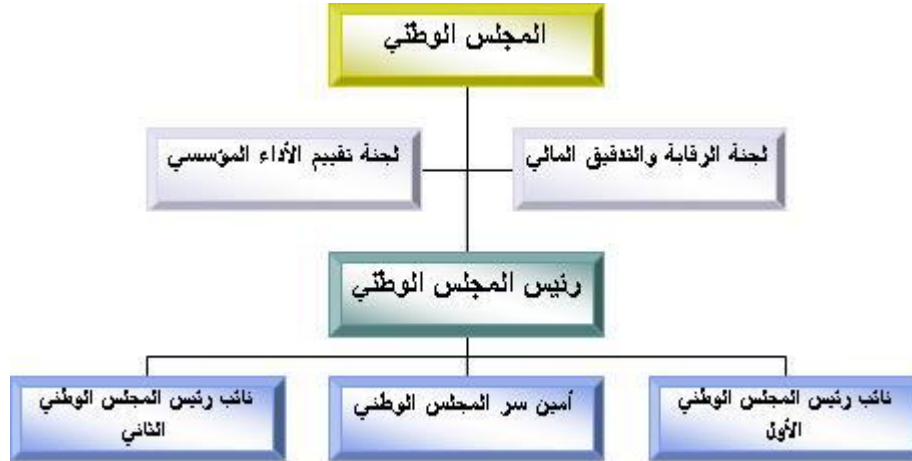 المجلس الوطني
لجنة الرقابة والتدقيق المالي
لجنة تقييم الأداء المؤسسي
رئيس المجلس الوطني
نائب رئيس المجلس الوطني
الأول
أمين سر المجلس الوطني
نائب رئيس المجلس الوطني
الثاني